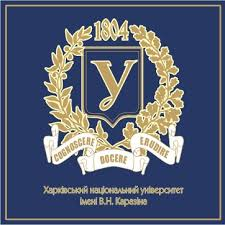 1804
У
COGNOSCERE
DOCERE
ERUDIRE
Харківський національний університет
імені В.Н. Каразіна